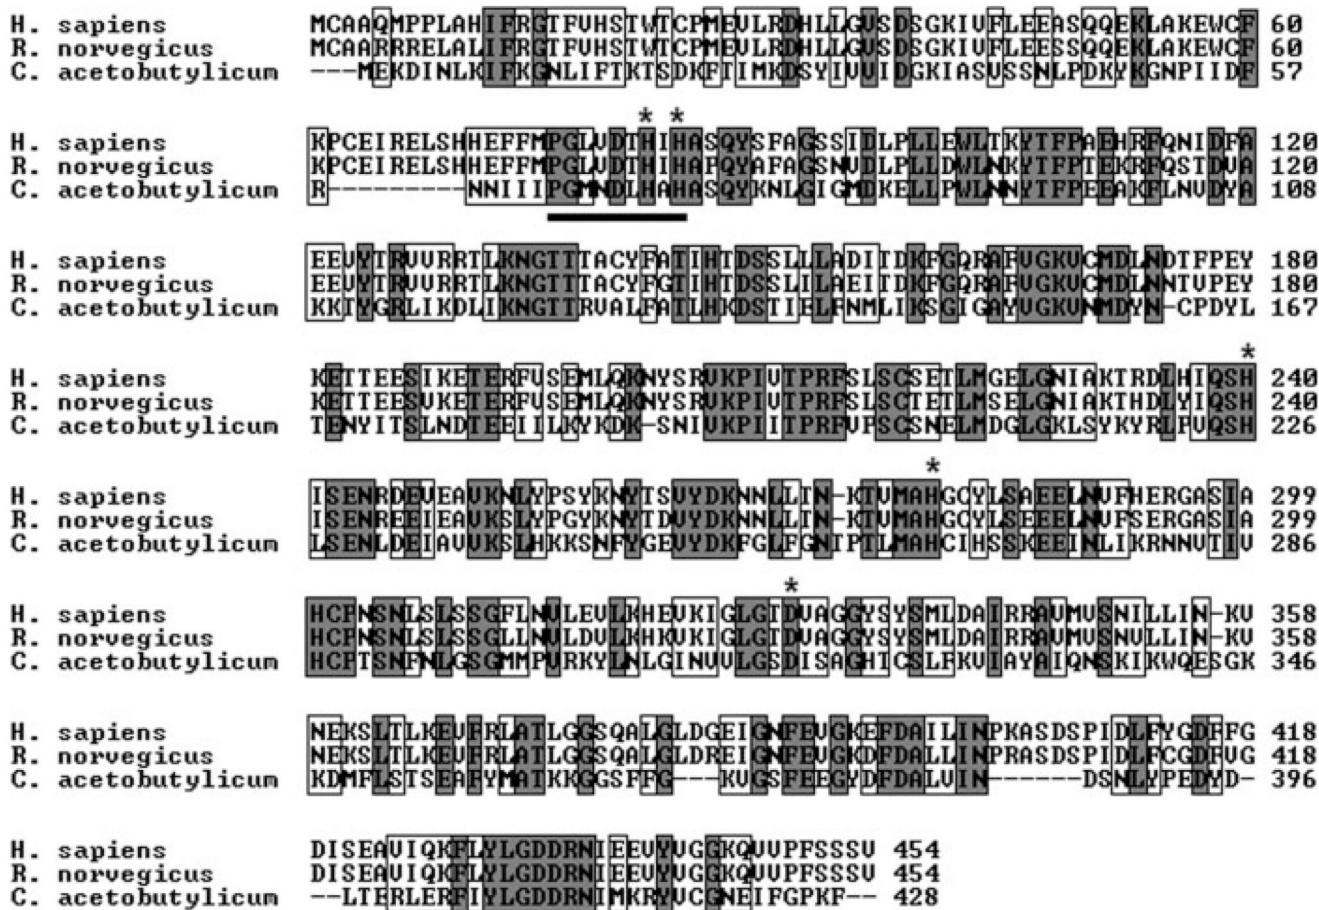 H. sapiens MCAAQMPPLAHIFRGTFVHSTWTCPMEVLRDHLLGVSDSGKIVFLEEASQQEKLAKEWCF 60
R. norvegicus MCAARRRELALIFRGTFVHSTWTCPMEVLRDHLLGVSDSGKIVFLEESSQQEKLAKEWCF 60
C. acetobutylicum ---MEKDINLKIFKGNLIFTKTSDKFTIMKDSYIVVIDGKIASVSSNLPDKYKGNPIIDF 57
* *
H. sapiens KPCEIRELSHHEFFMPGLVDTHIHASQYSFAGSSIDLPLLEWLTKYTFPAEHRFQNIDFA 120
R. norvegicus KPCEIRELSHHEFFMPGLVDTHIHAPQYAFAGSNVDLPLLDWLNKYTFPTEKRFQSTDVA 120
C. acetobutylicum R---------NNIIIPGMNDLHAHASQYKNLGIGMDKELLPWLNNYTFPEEAKFLNVDYA 108
H. sapiens EEVYTRVVRRTLKNGTTTACYFATIHTDSSLLLADITDKFGQRAFVGKVCMDLNDTFPEY 180
R. norvegicus EEVYTRVVRRTLKNGTTTACYFGTIHTDSSLILAEITDKFGQRAFVGKVCMDLNNTVPEY 180
C. acetobutylicum KKTYGRLIKDLIKNGTTRVALFATLHKDSTIELFNMLIKSGIGAYVGKVNMDYN-CPDYL 167
*
H. sapiens KETTEESIKETERFVSEMLQKNYSRVKPIVTPRFSLSCSETLMGELGNIAKTRDLHIQSH 240
R. norvegicus KETTEESVKETERFVSEMLQKNYSRVKPIVTPRFSLSCTETLMSELGNIAKTHDLYIQSH 240
C. acetobutylicum TENYITSLNDTEEIILKYKDK-SNIVKPIITPRFVPSCSNELMDGLGKLSYKYRLPVQSH 226
*
H. sapiens ISENRDEVEAVKNLYPSYKNYTSVYDKNNLLTN-KTVMAHGCYLSAEELNVFHERGASIA 299
R. norvegicus ISENREEIEAVKSLYPGYKNYTDVYDKNNLLTN-KTVMAHGCYLSEEELNVFSERGASIA 299
C. acetobutylicum LSENLDEIAVVKSLHKKSNFYGEVYDKFGLFGNTPTLMAHCIHSSKEEINLIKRNNVTIV 286
*
H. sapiens HCPNSNLSLSSGFLNVLEVLKHEVKIGLGTDVAGGYSYSMLDAIRRAVMVSNILLIN-KV 358
R. norvegicus HCPNSNLSLSSGLLNVLDVLKHKVKIGLGTDVAGGYSYSMLDAIRRAVMVSNVLLIN-KV 358
C. acetobutylicum HCPTSNFNLGSGMMPVRKYLNLGINVVLGSDISAGHTCSLFKVIAYAIQNSKIKWQESGK 346
H. sapiens NEKSLTLKEVFRLATLGGSQALGLDGEIGNFEVGKEFDAILINPKASDSPIDLFYGDFFG 418
R. norvegicus NEKSLTLKEVFRLATLGGSQALGLDREIGNFEVGKDFDALLINPRASDSPIDLFCGDFVG 418
C. acetobutylicum KDMFLSTSEAFYMATKKGGSFFG---KVGSFEEGYDFDALVIN------DSNLYPEDYD- 396
H. sapiens DISEAVIQKFLYLGDDRNIEEVYVGGKQVVPFSSSV 454
R. norvegicus DISEAVIQKFLYLGDDRNIEEVYVGGKQVVPFSSSV 454
C. acetobutylicum --LTERLERFIYLGDDRNIMKRYVCGNEIFGPKF-- 428